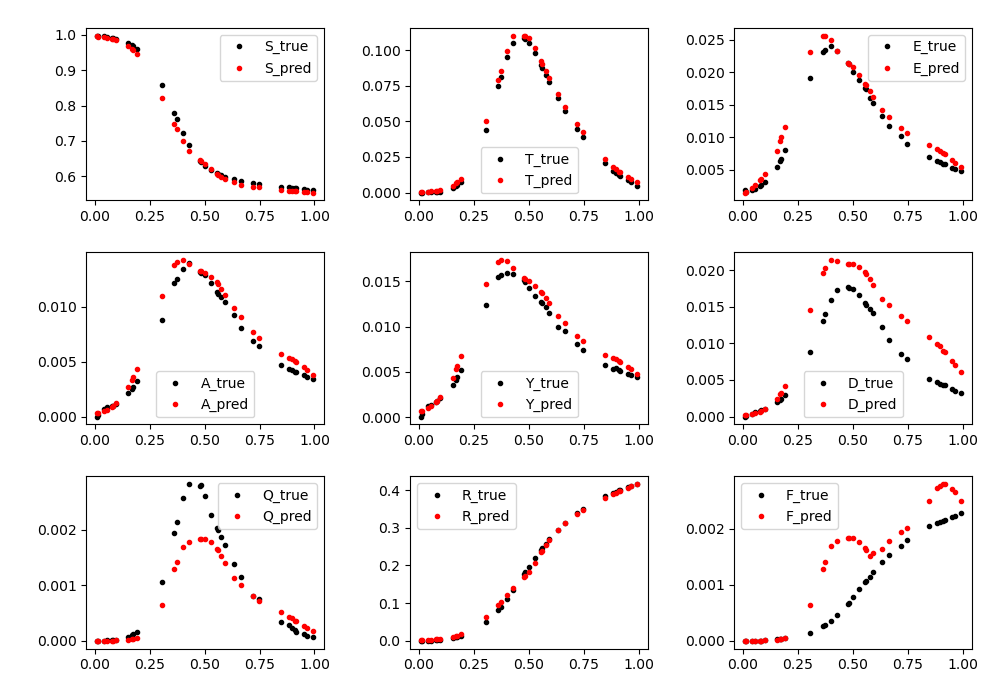 1.0
0.9
0.8
0.7
0.6
S_true
S_pred
0.00 0.25 0.50 0.75 1.00
0.100
0.075
0.050
0.025
0.000
T_true
T_pred
0.00 0.25 0.50 0.75 1.00
0.025
0.020
0.015
0.010
0.005
E_true
E_pred
0.00 0.25 0.50 0.75 1.00
0.010
0.005
0.000
A_true
A_pred
0.00 0.25 0.50 0.75 1.00
0.015
0.010
0.005
0.000
Y_true
Y_pred
0.00 0.25 0.50 0.75 1.00
0.020
0.015
0.010
0.005
0.000
D_true
D_pred
0.00 0.25 0.50 0.75 1.00
0.002
0.001
0.000
Q_true
Q_pred
0.00 0.25 0.50 0.75 1.00
0.4
0.3
0.2
0.1
0.0
R_true
R_pred
0.00 0.25 0.50 0.75 1.00
0.002
0.001
0.000
F_true
F_pred
0.00 0.25 0.50 0.75 1.00